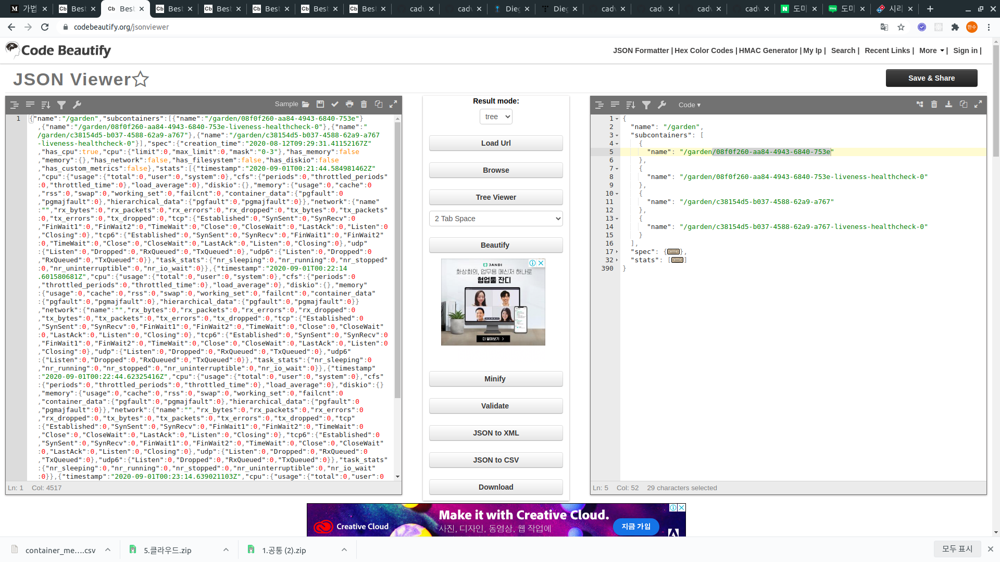 가법
Best
Best
Best
Best
Best
Best
Best
cadv
cadv
Dieg
Dieg
cadv
cadv
cadv
cadv
도미
도미
시리
codebeautify.org/jsonviewer
한수
Code Beautify
JSON Formatter | Hex Color Codes | HMAC Generator | My Ip | Search | Recent Links | More | Sign in |
JSON Viewer
Save & Share
Sample
1 {"name":"/garden","subcontainers":[{"name":"/garden/08f0f260-aa84-4943-6840-753e"}
,{"name":"/garden/08f0f260-aa84-4943-6840-753e-liveness-healthcheck-0"},{"name":"
/garden/c38154d5-b037-4588-62a9-a767"},{"name":"/garden/c38154d5-b037-4588-62a9-a767
-liveness-healthcheck-0"}],"spec":{"creation_time":"2020-08-12T09:29:31.41152167Z"
,"has_cpu":true,"cpu":{"limit":0,"max_limit":0,"mask":"0-3"},"has_memory":false
,"memory":{},"has_network":false,"has_filesystem":false,"has_diskio":false
,"has_custom_metrics":false},"stats":[{"timestamp":"2020-09-01T00:21:44.584981462Z"
,"cpu":{"usage":{"total":0,"user":0,"system":0},"cfs":{"periods":0,"throttled_periods"
:0,"throttled_time":0},"load_average":0},"diskio":{},"memory":{"usage":0,"cache":0
,"rss":0,"swap":0,"working_set":0,"failcnt":0,"container_data":{"pgfault":0
,"pgmajfault":0},"hierarchical_data":{"pgfault":0,"pgmajfault":0}},"network":{"name"
:"","rx_bytes":0,"rx_packets":0,"rx_errors":0,"rx_dropped":0,"tx_bytes":0,"tx_packets"
:0,"tx_errors":0,"tx_dropped":0,"tcp":{"Established":0,"SynSent":0,"SynRecv":0
,"FinWait1":0,"FinWait2":0,"TimeWait":0,"Close":0,"CloseWait":0,"LastAck":0,"Listen":0
,"Closing":0},"tcp6":{"Established":0,"SynSent":0,"SynRecv":0,"FinWait1":0,"FinWait2"
:0,"TimeWait":0,"Close":0,"CloseWait":0,"LastAck":0,"Listen":0,"Closing":0},"udp"
:{"Listen":0,"Dropped":0,"RxQueued":0,"TxQueued":0},"udp6":{"Listen":0,"Dropped":0
,"RxQueued":0,"TxQueued":0}},"task_stats":{"nr_sleeping":0,"nr_running":0,"nr_stopped"
:0,"nr_uninterruptible":0,"nr_io_wait":0}},{"timestamp":"2020-09-01T00:22:14
.601580681Z","cpu":{"usage":{"total":0,"user":0,"system":0},"cfs":{"periods":0
,"throttled_periods":0,"throttled_time":0},"load_average":0},"diskio":{},"memory"
:{"usage":0,"cache":0,"rss":0,"swap":0,"working_set":0,"failcnt":0,"container_data"
:{"pgfault":0,"pgmajfault":0},"hierarchical_data":{"pgfault":0,"pgmajfault":0}}
,"network":{"name":"","rx_bytes":0,"rx_packets":0,"rx_errors":0,"rx_dropped":0
,"tx_bytes":0,"tx_packets":0,"tx_errors":0,"tx_dropped":0,"tcp":{"Established":0
,"SynSent":0,"SynRecv":0,"FinWait1":0,"FinWait2":0,"TimeWait":0,"Close":0,"CloseWait"
:0,"LastAck":0,"Listen":0,"Closing":0},"tcp6":{"Established":0,"SynSent":0,"SynRecv":0
,"FinWait1":0,"FinWait2":0,"TimeWait":0,"Close":0,"CloseWait":0,"LastAck":0,"Listen":0
,"Closing":0},"udp":{"Listen":0,"Dropped":0,"RxQueued":0,"TxQueued":0},"udp6"
:{"Listen":0,"Dropped":0,"RxQueued":0,"TxQueued":0}},"task_stats":{"nr_sleeping":0
,"nr_running":0,"nr_stopped":0,"nr_uninterruptible":0,"nr_io_wait":0}},{"timestamp"
:"2020-09-01T00:22:44.62325416Z","cpu":{"usage":{"total":0,"user":0,"system":0},"cfs"
:{"periods":0,"throttled_periods":0,"throttled_time":0},"load_average":0},"diskio":{}
,"memory":{"usage":0,"cache":0,"rss":0,"swap":0,"working_set":0,"failcnt":0
,"container_data":{"pgfault":0,"pgmajfault":0},"hierarchical_data":{"pgfault":0
,"pgmajfault":0}},"network":{"name":"","rx_bytes":0,"rx_packets":0,"rx_errors":0
,"rx_dropped":0,"tx_bytes":0,"tx_packets":0,"tx_errors":0,"tx_dropped":0,"tcp"
:{"Established":0,"SynSent":0,"SynRecv":0,"FinWait1":0,"FinWait2":0,"TimeWait":0
,"Close":0,"CloseWait":0,"LastAck":0,"Listen":0,"Closing":0},"tcp6":{"Established":0
,"SynSent":0,"SynRecv":0,"FinWait1":0,"FinWait2":0,"TimeWait":0,"Close":0,"CloseWait"
:0,"LastAck":0,"Listen":0,"Closing":0},"udp":{"Listen":0,"Dropped":0,"RxQueued":0
,"TxQueued":0},"udp6":{"Listen":0,"Dropped":0,"RxQueued":0,"TxQueued":0}},"task_stats"
:{"nr_sleeping":0,"nr_running":0,"nr_stopped":0,"nr_uninterruptible":0,"nr_io_wait"
:0}},{"timestamp":"2020-09-01T00:23:14.639021103Z","cpu":{"usage":{"total":0,"user":0
Ln: 1 Col: 4517
Result mode:
tree
Load Url
Browse
Tree Viewer
2 Tab Space
Beautify
JANDI
화상회의, 업무용 메신저 하나로
협업툴 잔디
더 알아보기 >
Minify
Validate
JSON to XML
JSON to CSV
Download
Code ▾
1 {
2 "name": "/garden",
3 "subcontainers": [
4 {
5 "name": "/garden/08f0f260-aa84-4943-6840-753e"
6 },
7 {
8 "name": "/garden/08f0f260-aa84-4943-6840-753e-liveness-healthcheck-0"
9 },
10 {
11 "name": "/garden/c38154d5-b037-4588-62a9-a767"
12 },
13 {
14 "name": "/garden/c38154d5-b037-4588-62a9-a767-liveness-healthcheck-0"
15 }
16 ],
17 "spec": {},
32 "stats": []
390 }
Ln: 5 Col: 52 29 characters selected
Creative Cloud
Make it with Creative Cloud.
사진, 디자인, 동영상, 웹 작업에
지금 가입
container_me....csv
5.클라우드.zip
1.공통 (2).zip
모두 표시